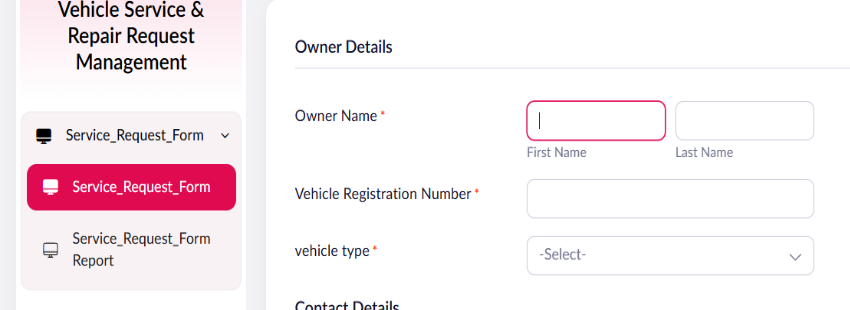 Vehicle Service &
Repair Request
Management
Service_Request_Form
Service_Request_Form
Service_Request_Form
Report
Owner Details
Owner Name *
First Name
Last Name
Vehicle Registration Number *
vehicle type *
-Select-
Contact Details